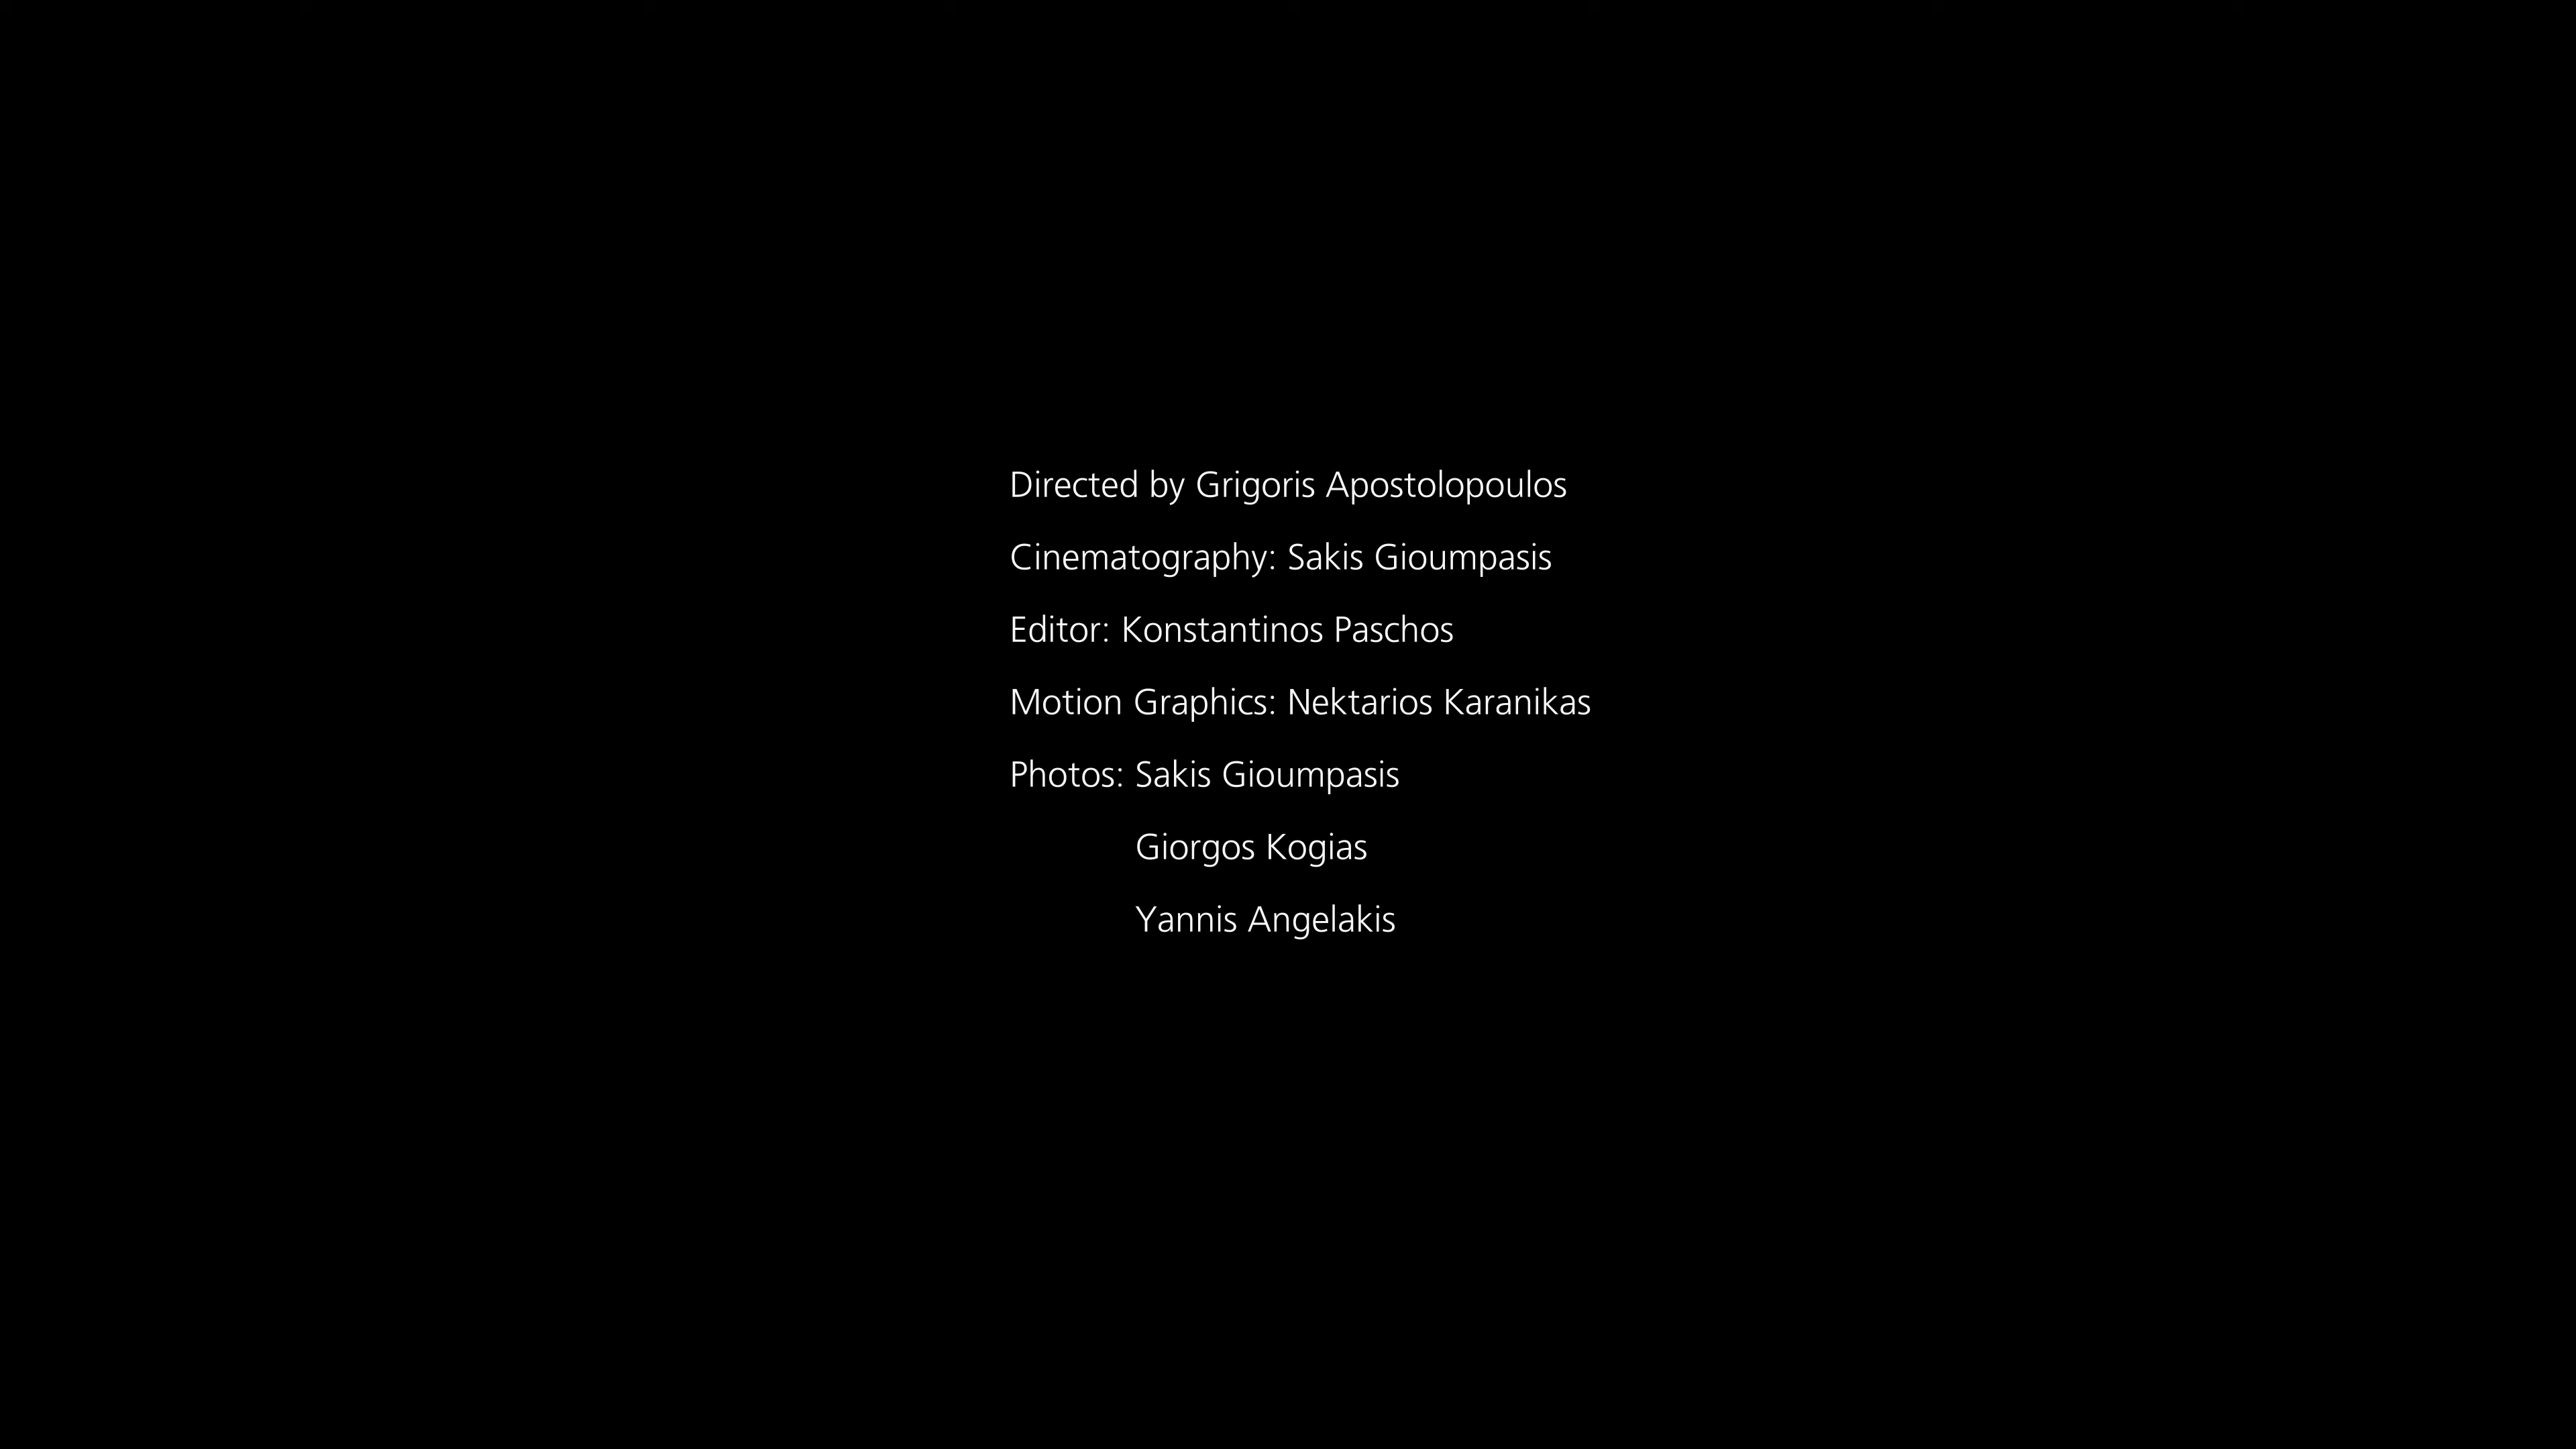 Directed by Grigoris Apostolopoulos
Cinematography: Sakis Gioumpasis
Editor: Konstantinos Paschos
Motion Graphics: Nektarios Karanikas
Photos: Sakis Gioumpasis
Giorgos Kogias
Yannis Angelakis